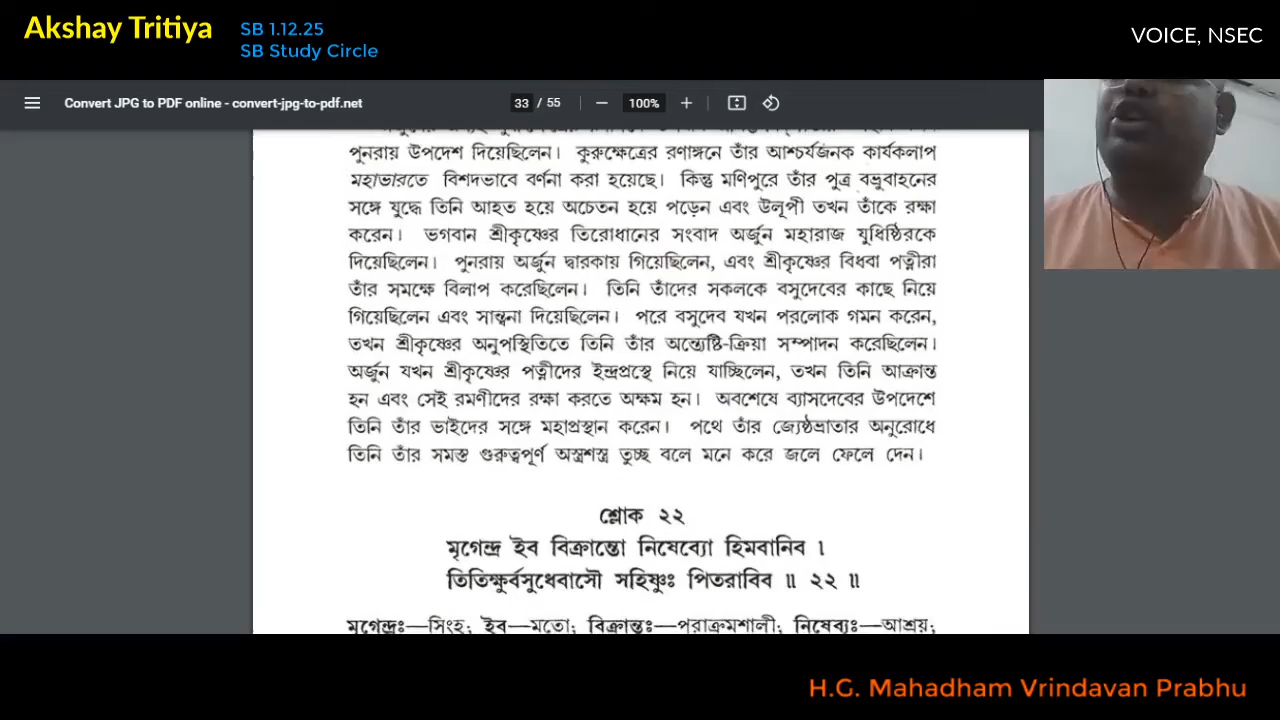 Akshay Tritiya
SB 1.12.25
SB Study Circle
VOICE, NSEC
Convert JPG to PDF online - convert-jpg-to-pdf.net
33 / 55
100%
পুনরায় উপদেশ দিয়েছিলেন। কুরুক্ষেত্রের রণাঙ্গনে তাঁর আশ্চর্যজনক কার্যকলাপ
মহাভারতে বিশদভাবে বর্ণনা করা হয়েছে। কিন্তু মণিপুরে তাঁর পুত্র বভ্রুবাহনের
সঙ্গে যুদ্ধে তিনি আহত হয়ে অচেতন হয়ে পড়েন এবং উলূপী তখন তাঁকে রক্ষা
করেন। ভগবান শ্রীকৃষ্ণের তিরোধানের সংবাদ অর্জুন মহারাজ যুধিষ্ঠিরকে
দিয়েছিলেন। পুনরায় অর্জুন দ্বারকায় গিয়েছিলেন, এবং শ্রীকৃষ্ণের বিধবা পত্নীরা
তাঁর সমক্ষে বিলাপ করেছিলেন। তিনি তাঁদের সকলকে বসুদেবের কাছে নিয়ে
গিয়েছিলেন এবং সান্ত্বনা দিয়েছিলেন। পরে বসুদেব যখন পরলোক গমন করেন,
তখন শ্রীকৃষ্ণের অনুপস্থিতিতে তিনি তাঁর অন্ত্যেষ্টি-ক্রিয়া সম্পাদন করেছিলেন।
অর্জুন যখন শ্রীকৃষ্ণের পত্নীদের ইন্দ্রপ্রস্থে নিয়ে যাচ্ছিলেন, তখন তিনি আক্রান্ত
হন এবং সেই রমণীদের রক্ষা করতে অক্ষম হন। অবশেষে ব্যাসদেবের উপদেশে
তিনি তাঁর ভাইদের সঙ্গে মহাপ্রস্থান করেন। পথে তাঁর জ্যেষ্ঠভ্রাতার অনুরোধে
তিনি তাঁর সমস্ত গুরুত্বপূর্ণ অস্ত্রশস্ত্র তুচ্ছ বলে মনে করে জলে ফেলে দেন।
শ্লোক ২২
মৃগেন্দ্র ইব বিক্রান্তো নিষেব্যো হিমবানিব ।
তিতিক্ষুর্বসুধেবাসৌ সহিষ্ণুঃ পিতরাবিব ॥ ২২ ॥
মৃগেন্দ্রঃ—সিংহ; ইব—মতো; বিক্রান্তঃ—পরাক্রমশালী; নিষেব্যঃ—আশ্রয়;
H.G. Mahadham Vrindavan Prabhu